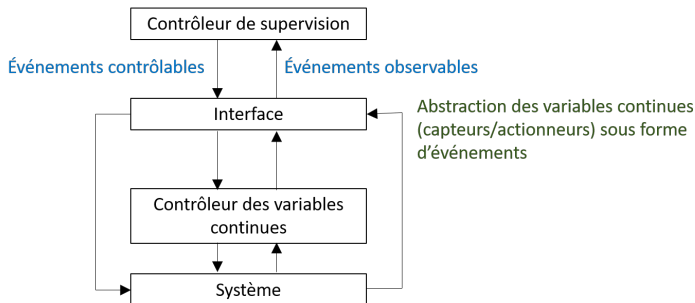 Contrôleur de supervision
Événements contrôlables
Événements observables
Interface
Abstraction des variables continues
(capteurs/actionneurs) sous forme
d'événements
Contrôleur des variables
continues
Système